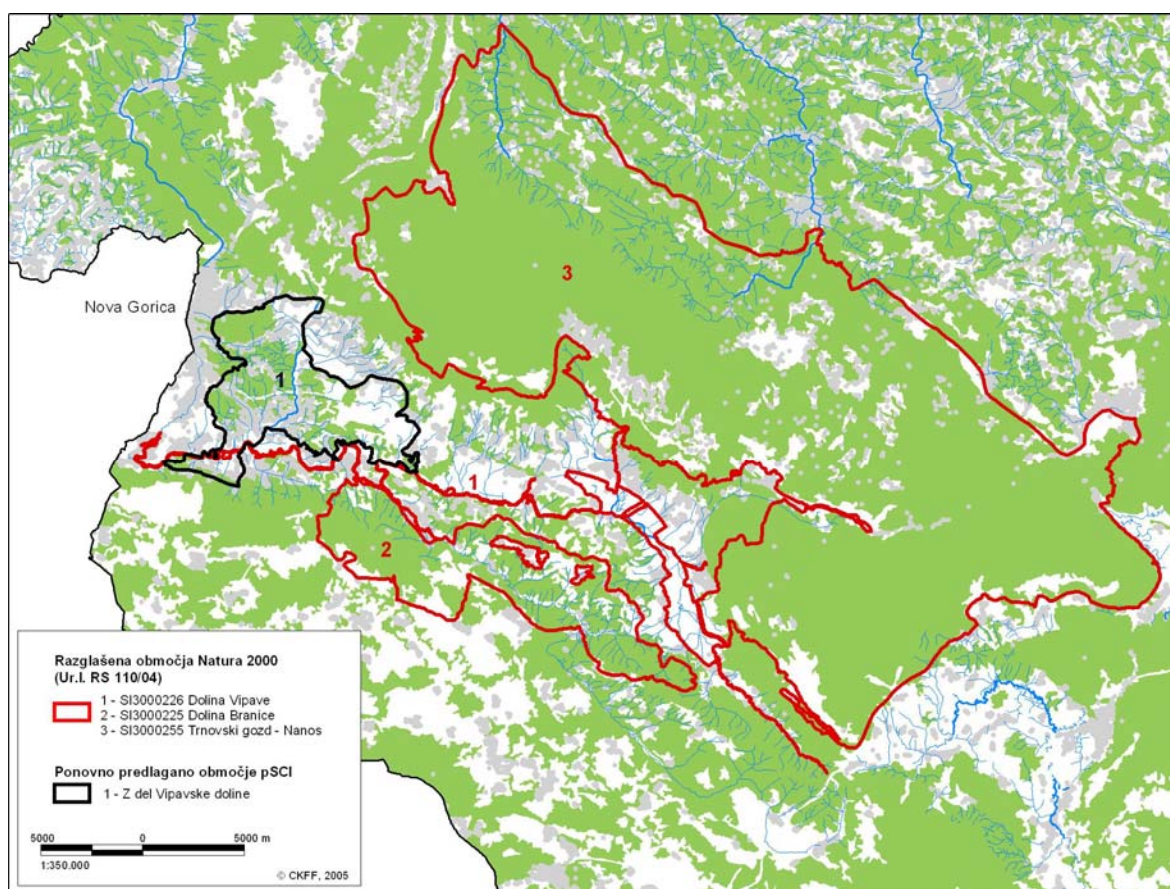 3
Nova Gorica
1
1
2
Razglašena območja Natura 2000
(Ur.l. RS 110/04)
1 - SI3000226 Dolina Vipave
2 - SI3000225 Dolina Branice
3 - SI3000255 Trnovski gozd - Nanos
Ponovno predlagano območje pSCI
1 - Z del Vipavske doline
5000 0 5000 m
1:350.000
© CKFF, 2005